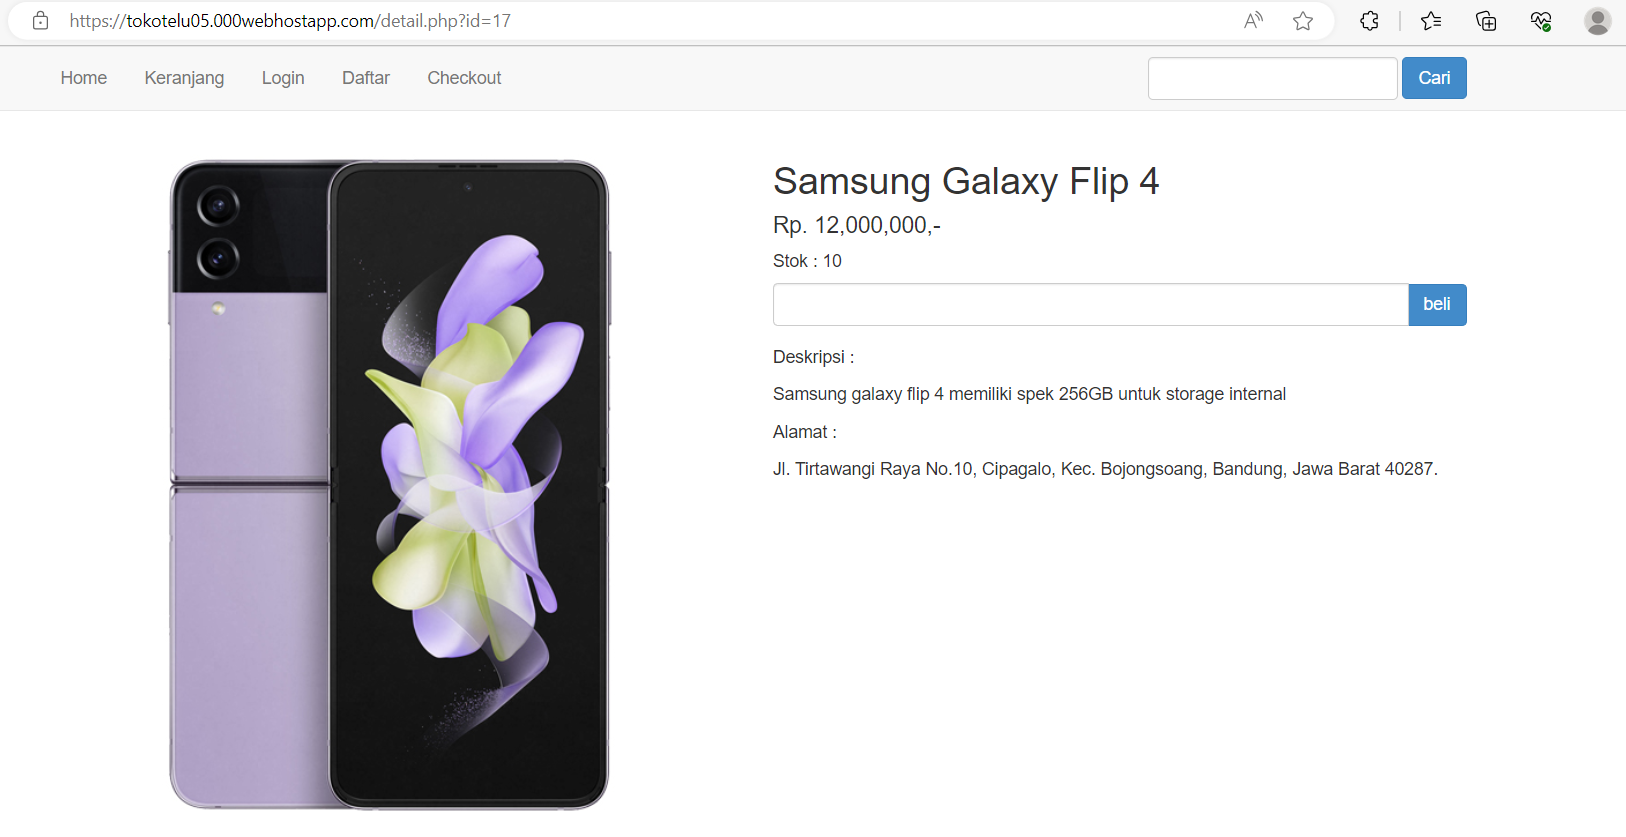 https://tokotelu05.000webhostapp.com/detail.php?id=17
Home Keranjang Login Daftar Checkout Cari
Samsung Galaxy Flip 4
Rp. 12,000,000,-
Stok : 10
beli
Deskripsi :
Samsung galaxy flip 4 memiliki spek 256GB untuk storage internal
Alamat :
Jl. Tirtawangi Raya No.10, Cipagalo, Kec. Bojongsoang, Bandung, Jawa Barat 40287.